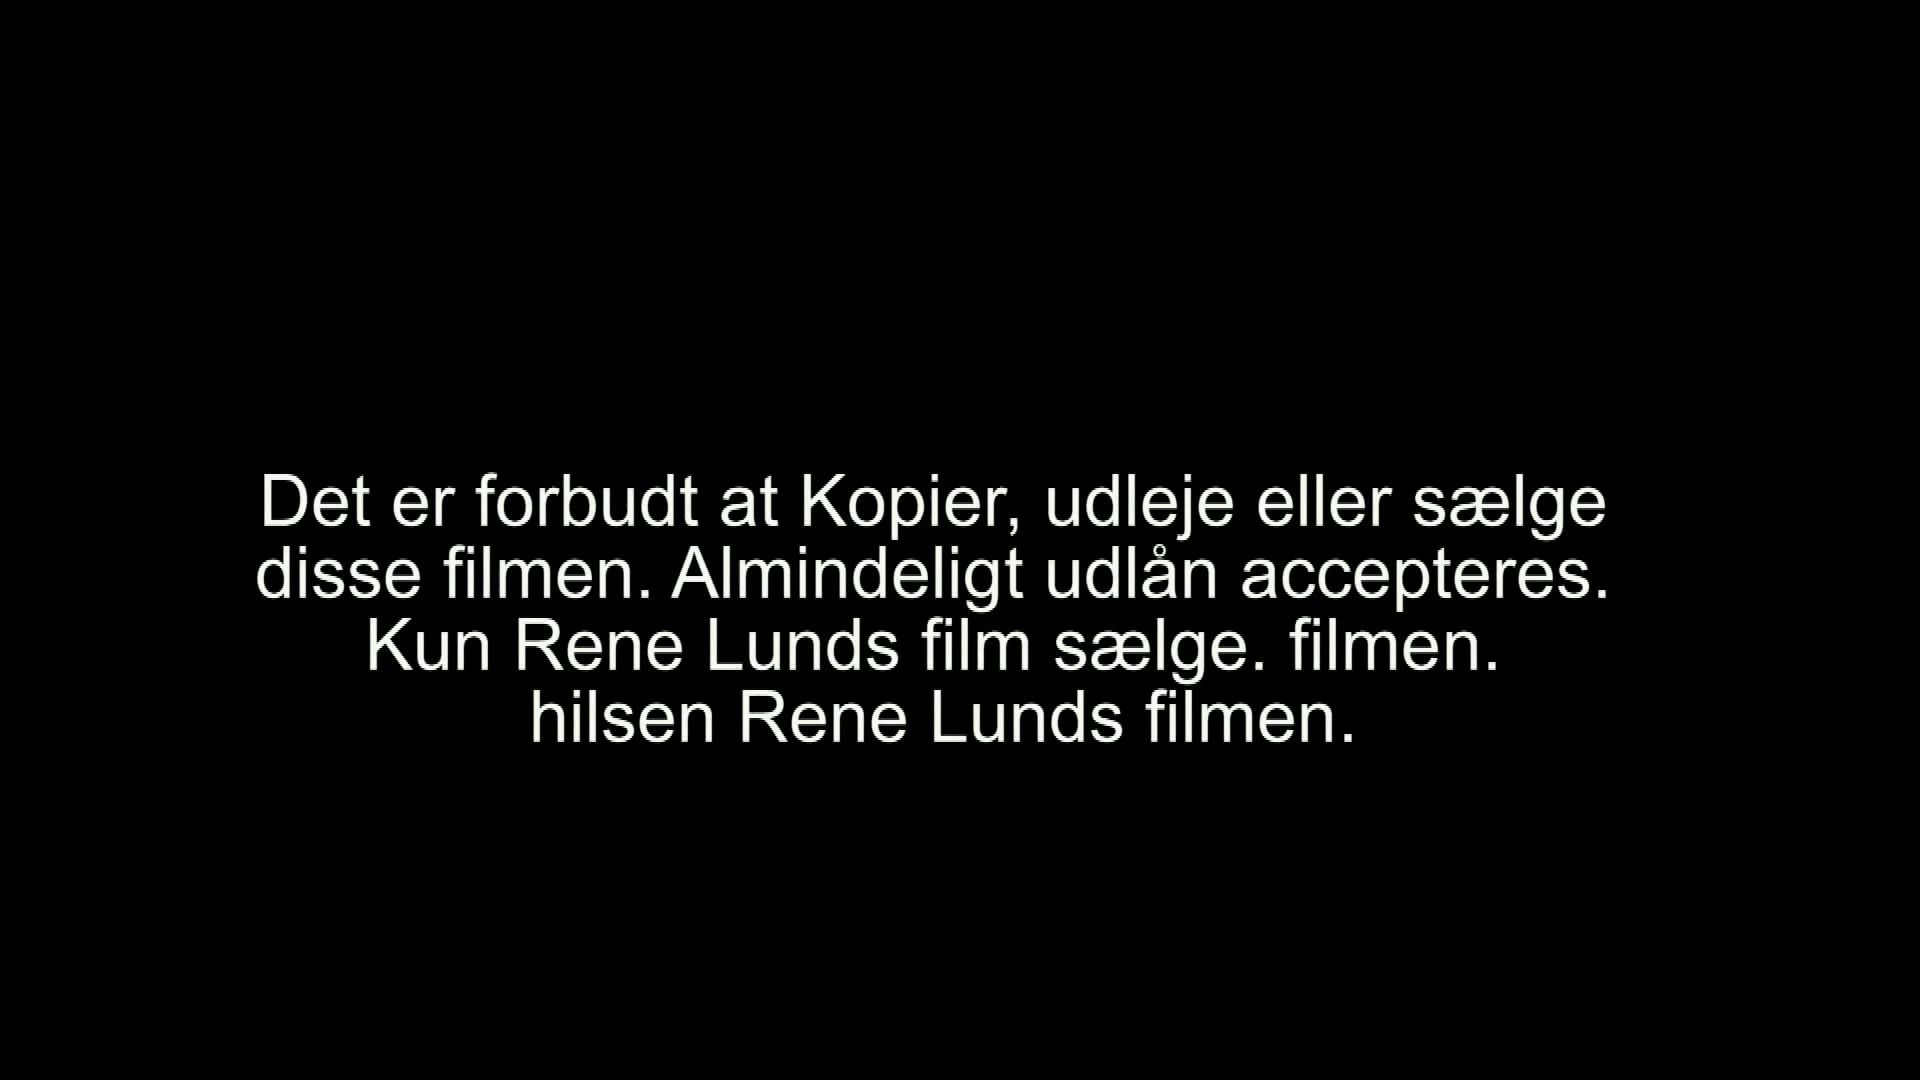 Det er forbudt at Kopier, udleje eller sælge
disse filmen. Almindeligt udlån accepteres.
Kun Rene Lunds film sælge. filmen.
hilsen Rene Lunds filmen.